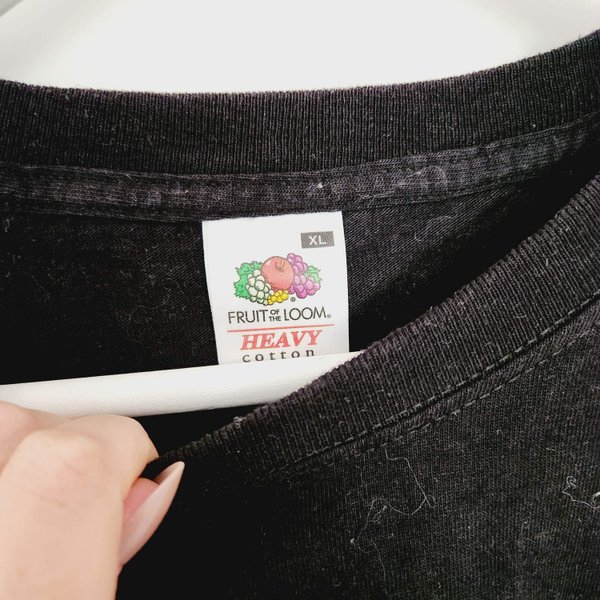 XL
FRUIT OF THE LOOM®
HEAVY
cotton